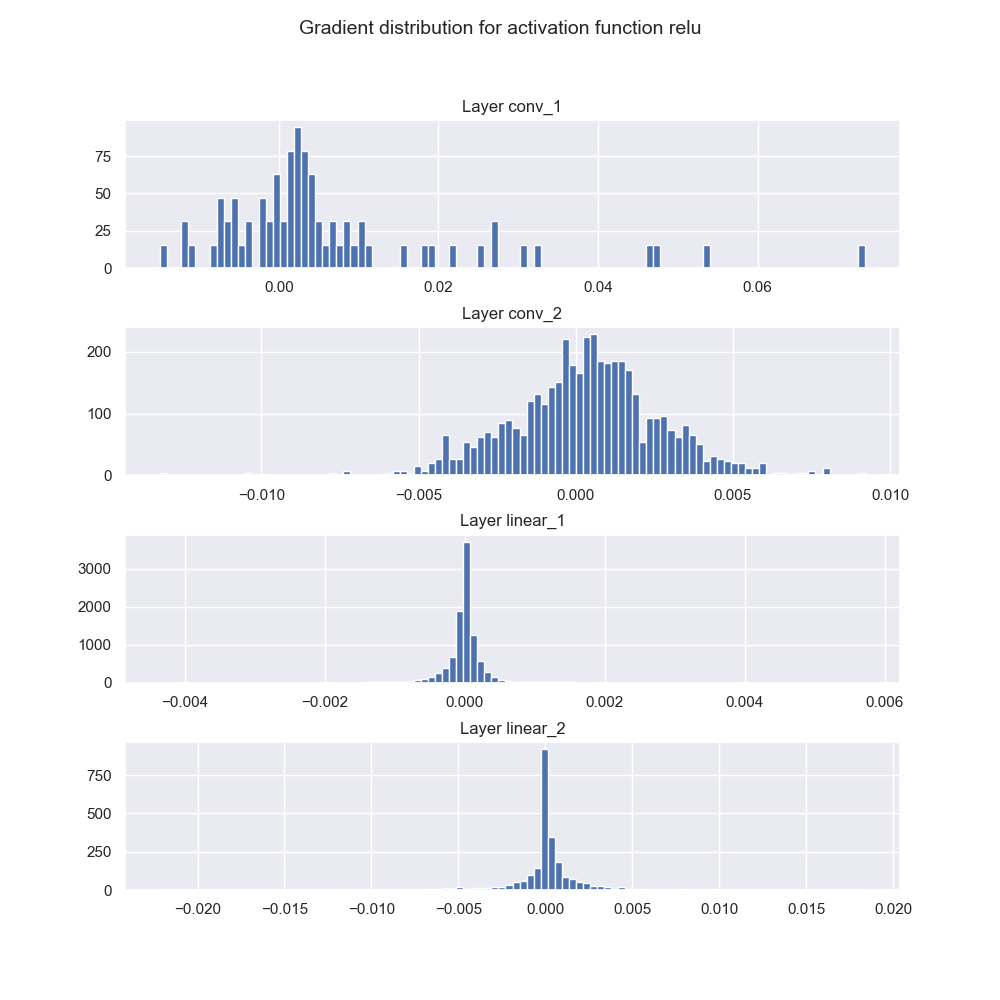 Gradient distribution for activation function relu
Layer conv_1
75
50
25
0
0.00 0.02 0.04 0.06
Layer conv_2
200
100
0
−0.010 −0.005 0.000 0.005 0.010
Layer linear_1
3000
2000
1000
0
−0.004 −0.002 0.000 0.002 0.004 0.006
Layer linear_2
750
500
250
0
−0.020 −0.015 −0.010 −0.005 0.000 0.005 0.010 0.015 0.020